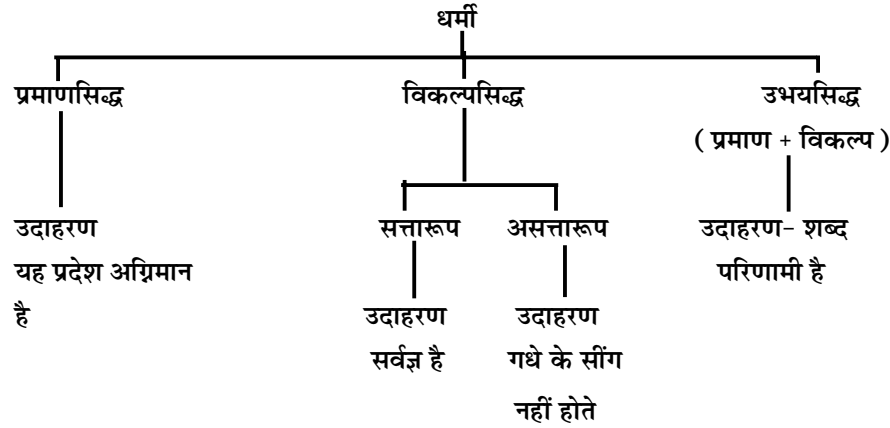 धर्मी
प्रमाणसिद्ध
विकल्पसिद्ध
उभयसिद्ध
( प्रमाण + विकल्प )
उदाहरण
यह प्रदेश अग्निमान
है
सत्तारूप
असत्तारूप
उदाहरण
सर्वज्ञ है
उदाहरण
गधे के सींग
नहीं होते
उदाहरण- शब्द
परिणामी है